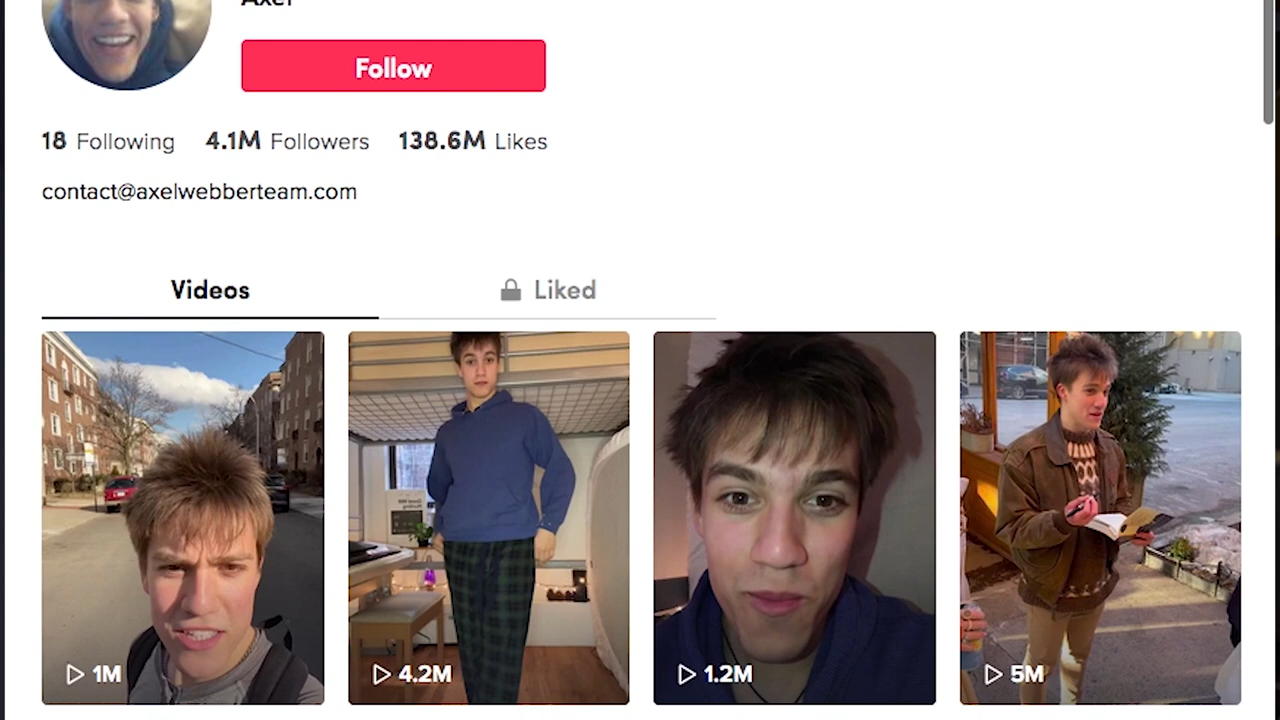 Axel
Follow
18 Following 4.1M Followers 138.6M Likes
contact@axelwebberteam.com
Videos Liked
1M 4.2M 1.2M 5M